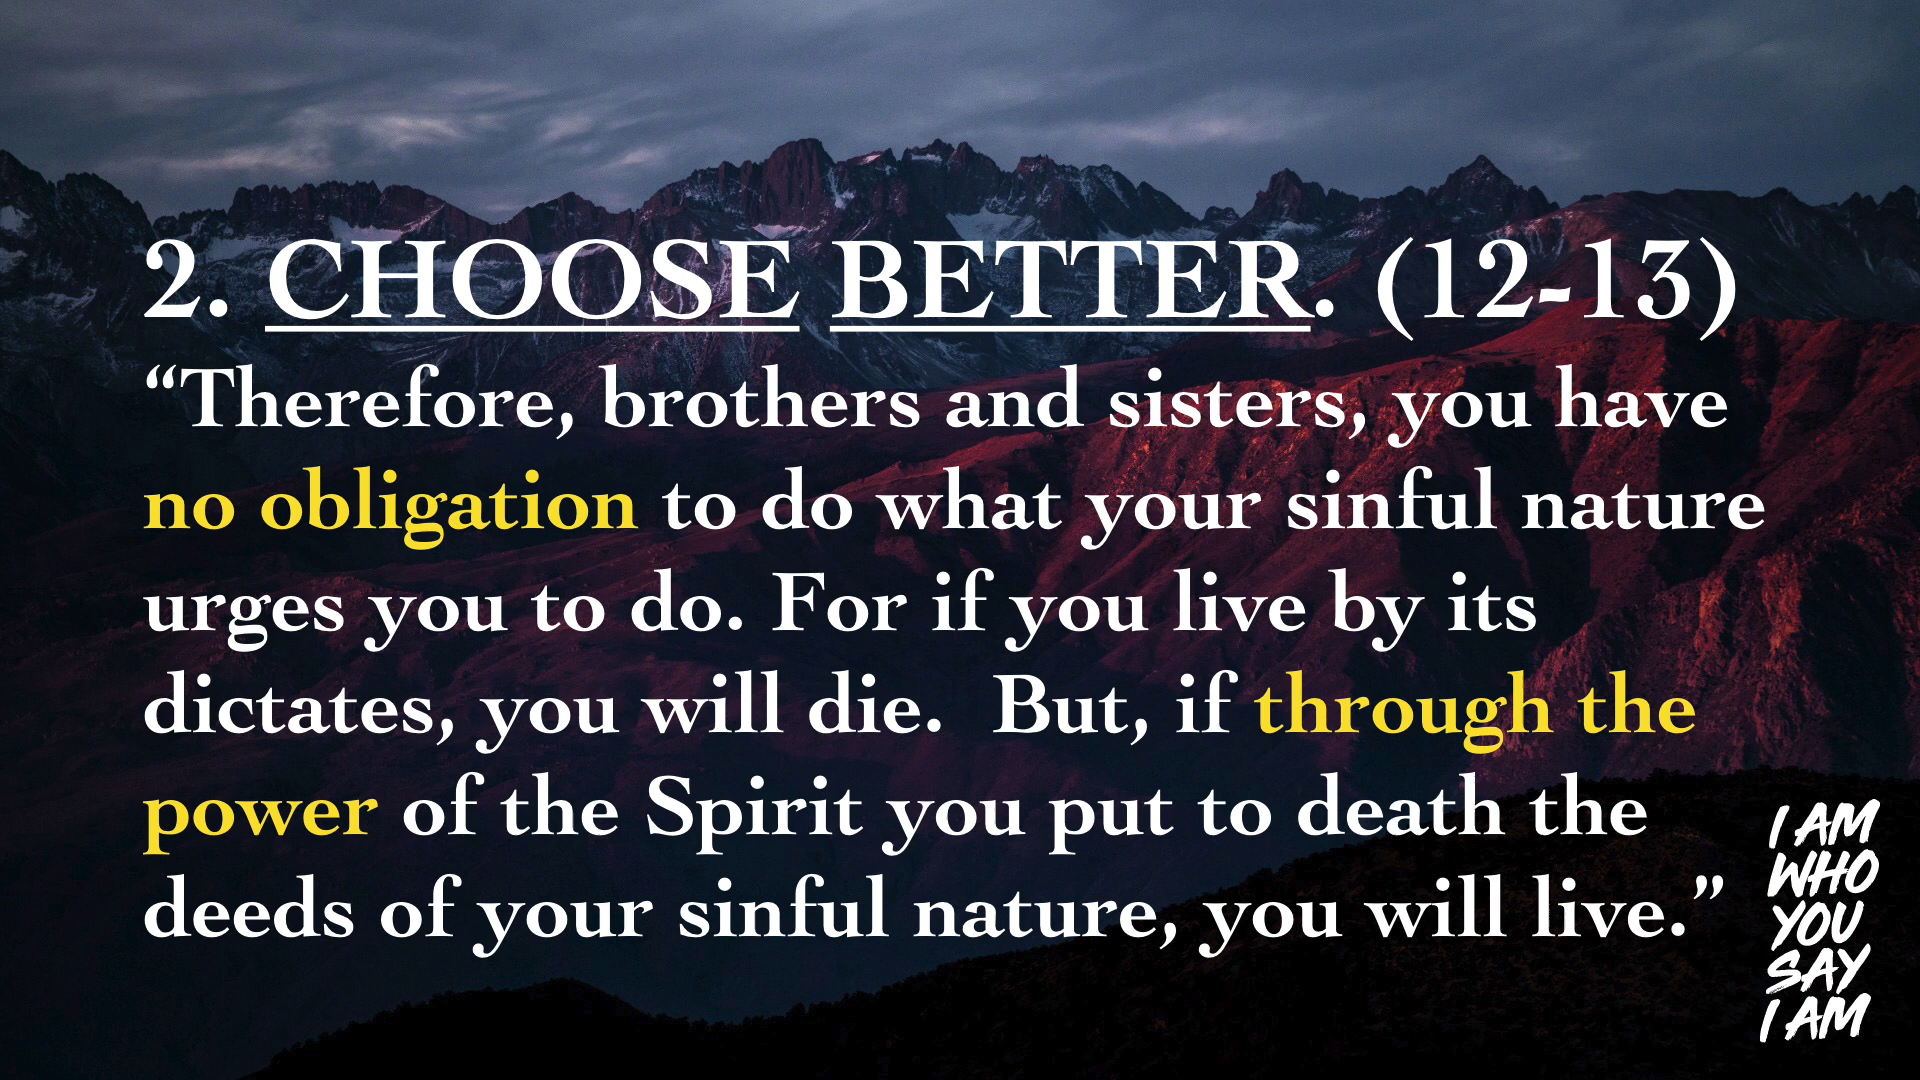 2. CHOOSE BETTER. (12-13)
“Therefore, brothers and sisters, you have
no obligation to do what your sinful nature
urges you to do. For if you live by its
dictates, you will die.  But, if through the
power of the Spirit you put to death the
deeds of your sinful nature, you will live.”
I AM
WHO
YOU
SAY
I AM